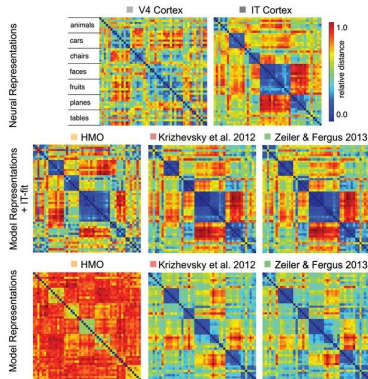 V4 Cortex
IT Cortex
Neural Representations
animals
cars
chairs
faces
fruits
planes
tables
1.0
relative distance
0.0
Model Representations
+ IT-fit
HMO
Krizhevsky et al. 2012
Zeiler & Fergus 2013
Model Representations
HMO
Krizhevsky et al. 2012
Zeiler & Fergus 2013